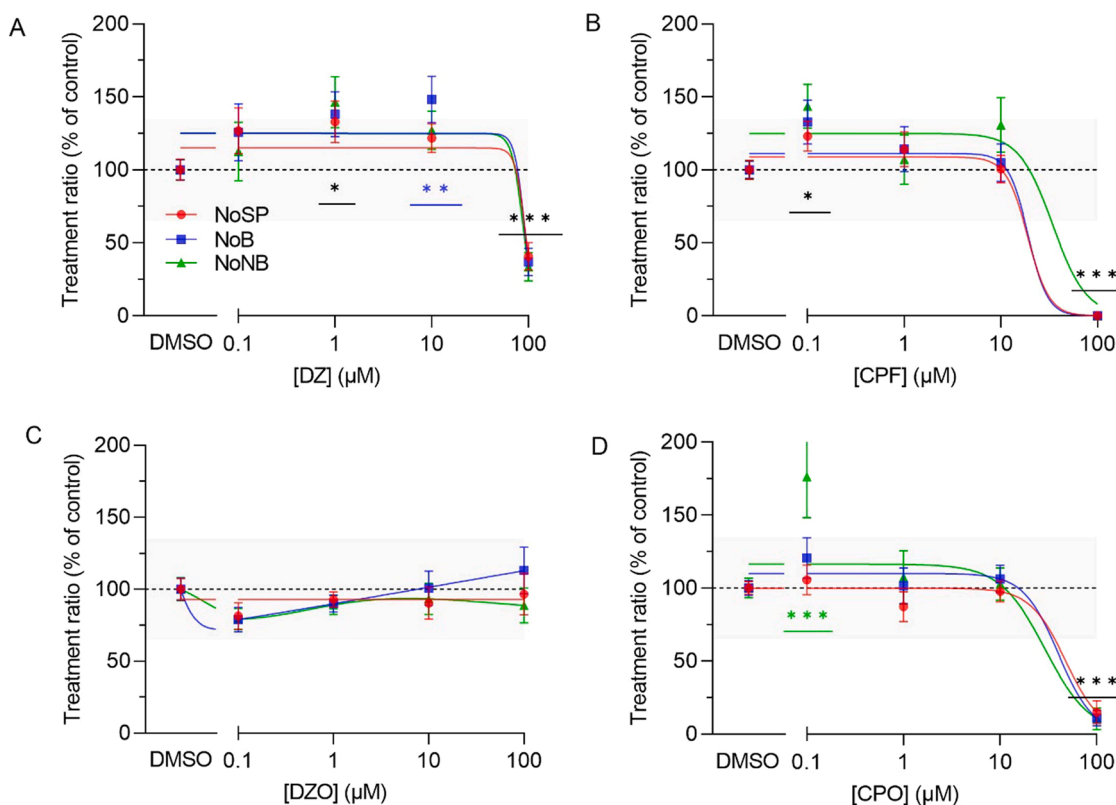 A
Treatment ratio (% of control)
200
150
100
50
0
*
* *
* * *
NoSP
NoB
NoNB
DMSO 0.1 1 10 100
[DZ] (µM)
B
Treatment ratio (% of control)
200
150
100
50
0
*
* * *
DMSO 0.1 1 10 100
[CPF] (µM)
C
Treatment ratio (% of control)
200
150
100
50
0
DMSO 0.1 1 10 100
[DZO] (µM)
D
Treatment ratio (% of control)
200
150
100
50
0
* * *
* * *
DMSO 0.1 1 10 100
[CPO] (µM)